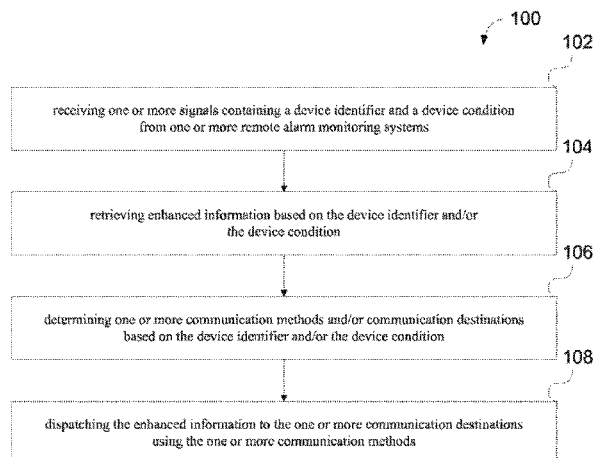 100
102
receiving one or more signals containing a device identifier and a device condition
from one or more remote alarm monitoring systems
104
retrieving enhanced information based on the device identifier and/or
the device condition
106
determining one or more communication methods and/or communication destinations
based on the device identifier and/or the device condition
108
dispatching the enhanced information to the one or more communication destinations
using the one or more communication methods